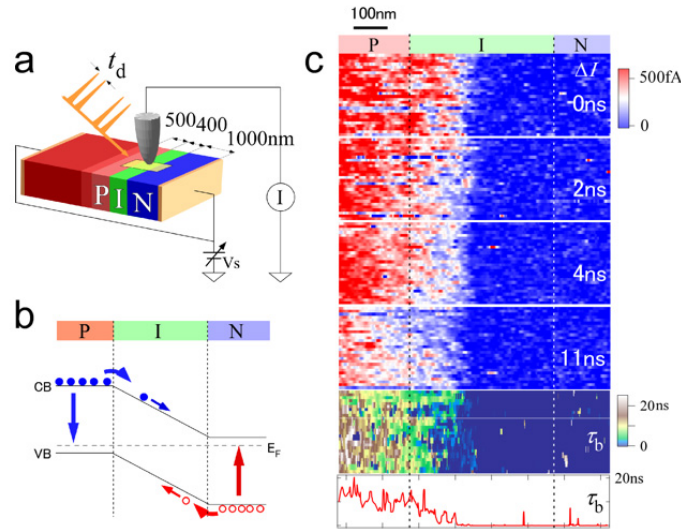 a
t_d
500
400
1000nm
P
I
N
I
Vs
b
P
I
N
CB
VB
E_F
c
100nm
P
I
N
ΔI
0ns
2ns
4ns
11ns
500fA
0
τ_b
20ns
0
τ_b
20ns
0